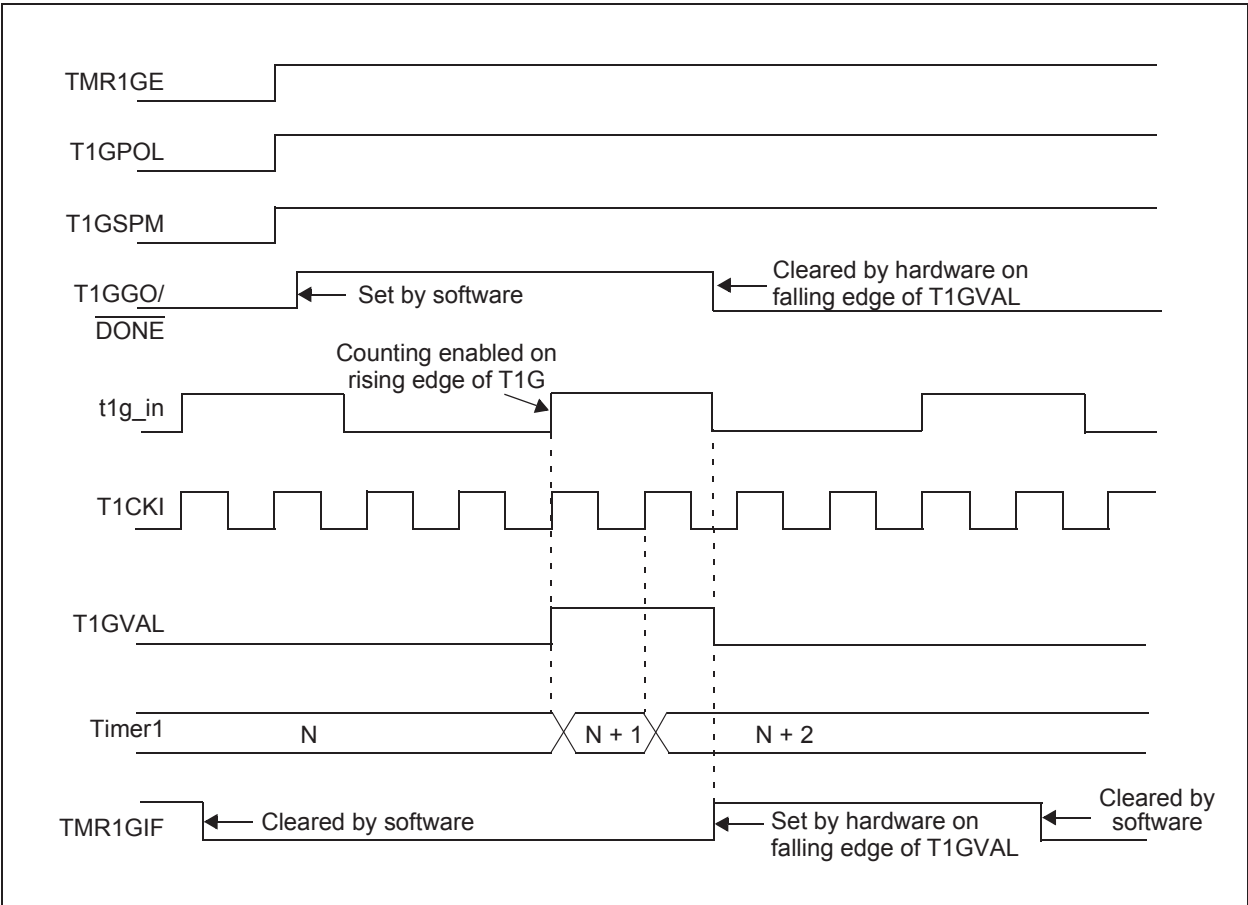 TMR1GE
T1GPOL
T1GSPM
T1GGO/
DONE
Set by software
Cleared by hardware on
falling edge of T1GVAL
Counting enabled on
rising edge of T1G
t1g_in
T1CKI
T1GVAL
Timer1
N
N + 1
N + 2
TMR1GIF
Cleared by software
Set by hardware on
falling edge of T1GVAL
Cleared by
software